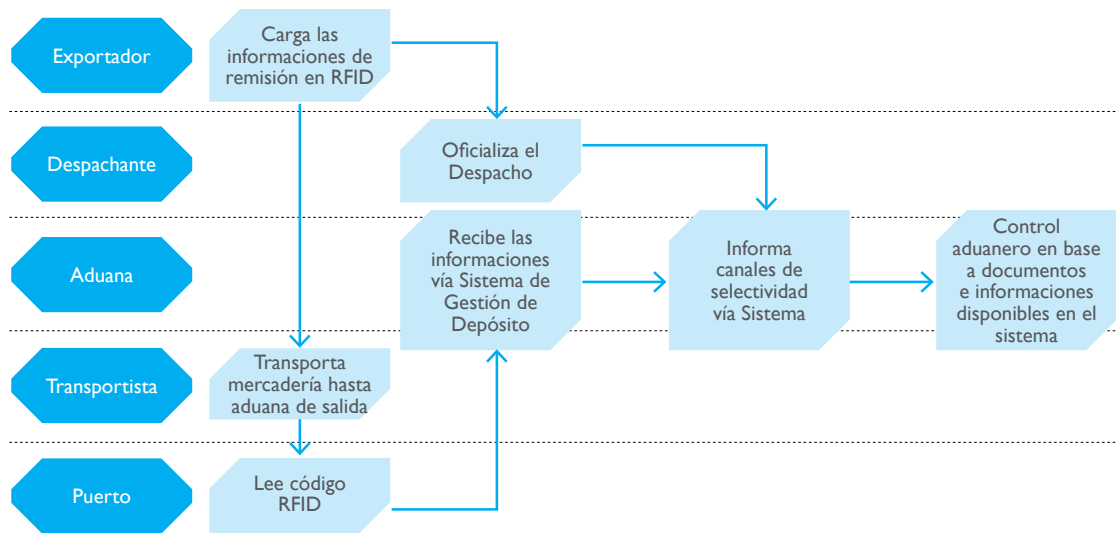 Exportador
Carga las
informaciones de
remisión en RFID
Despachante
Oficializa el
Despacho
Aduana
Recibe las
informaciones
vía Sistema de
Gestión de
Depósito
Informa
canales de
selectividad
vía Sistema
Control
aduanero en base
a documentos
e informaciones
disponibles en el
sistema
Transportista
Transporta
mercadería hasta
aduana de salida
Puerto
Lee código
RFID